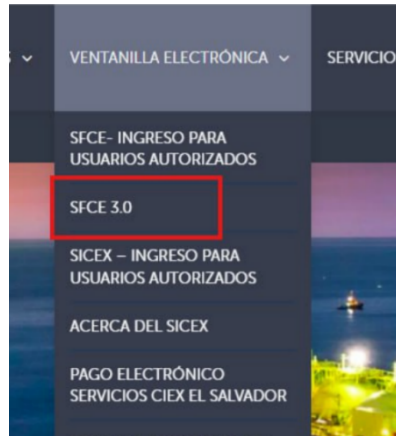 VENTANILLA ELECTRÓNICA
SERVICIO
SFCE- INGRESO PARA
USUARIOS AUTORIZADOS
SFCE 3.0
SICEX – INGRESO PARA
USUARIOS AUTORIZADOS
ACERCA DEL SICEX
PAGO ELECTRÓNICO
SERVICIOS CIEX EL SALVADOR